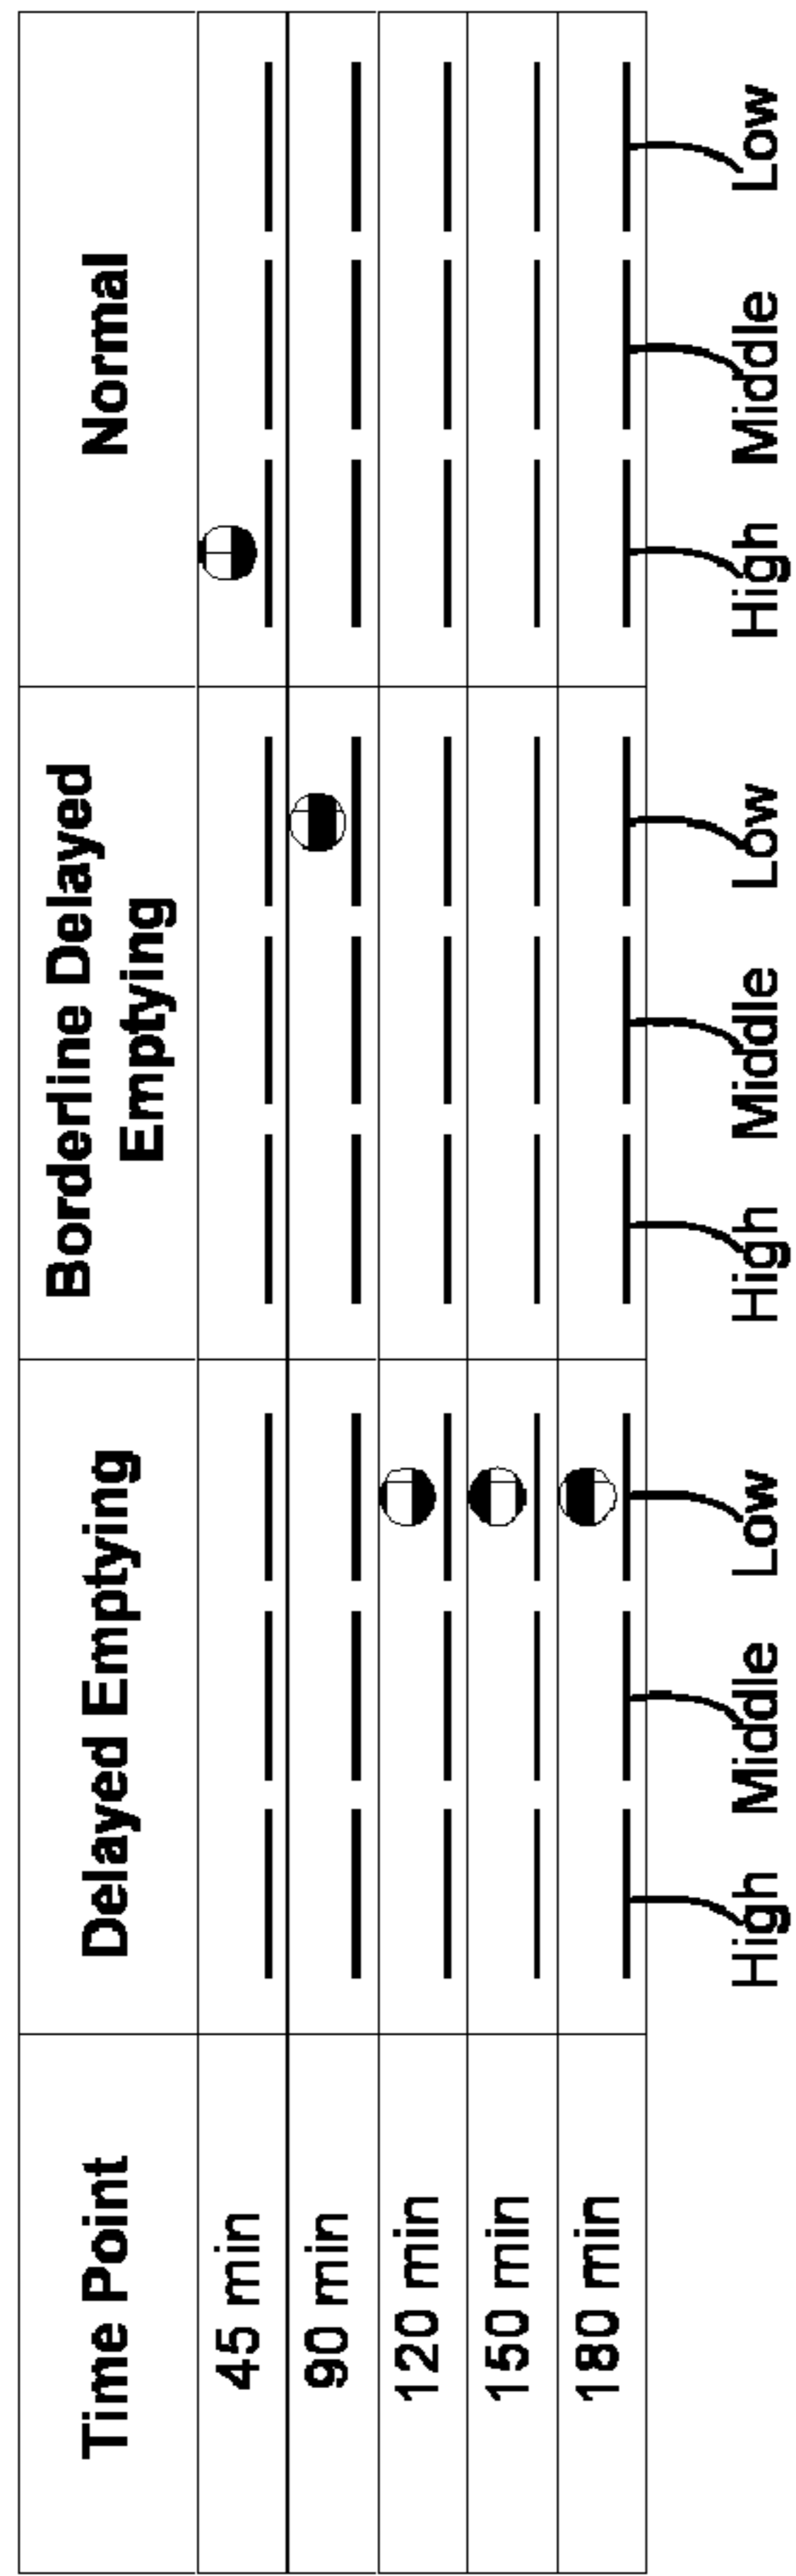 Time Point
Delayed Emptying
Borderline Delayed
Emptying
Normal
45 min
90 min
120 min
150 min
180 min
High Middle Low High Middle Low High Middle Low